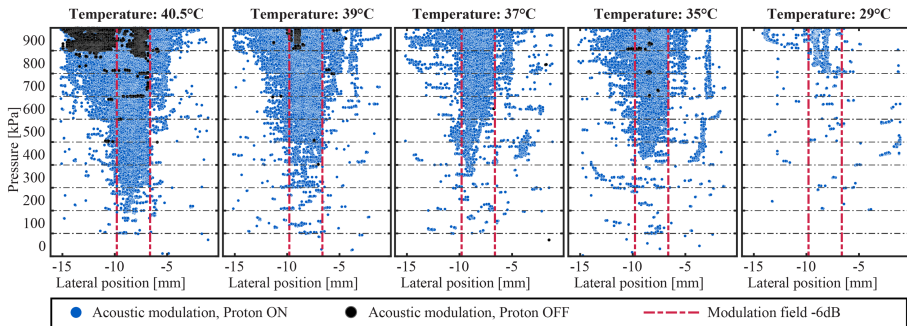 Temperature: 40.5°C Temperature: 39°C Temperature: 37°C Temperature: 35°C Temperature: 29°C
Pressure [kPa]
900
800
700
600
500
400
300
200
100
0
-15 -10 -5 -15 -10 -5 -15 -10 -5 -15 -10 -5 -15 -10 -5
Lateral position [mm] Lateral position [mm] Lateral position [mm] Lateral position [mm] Lateral position [mm]
Acoustic modulation, Proton ON Acoustic modulation, Proton OFF Modulation field -6dB